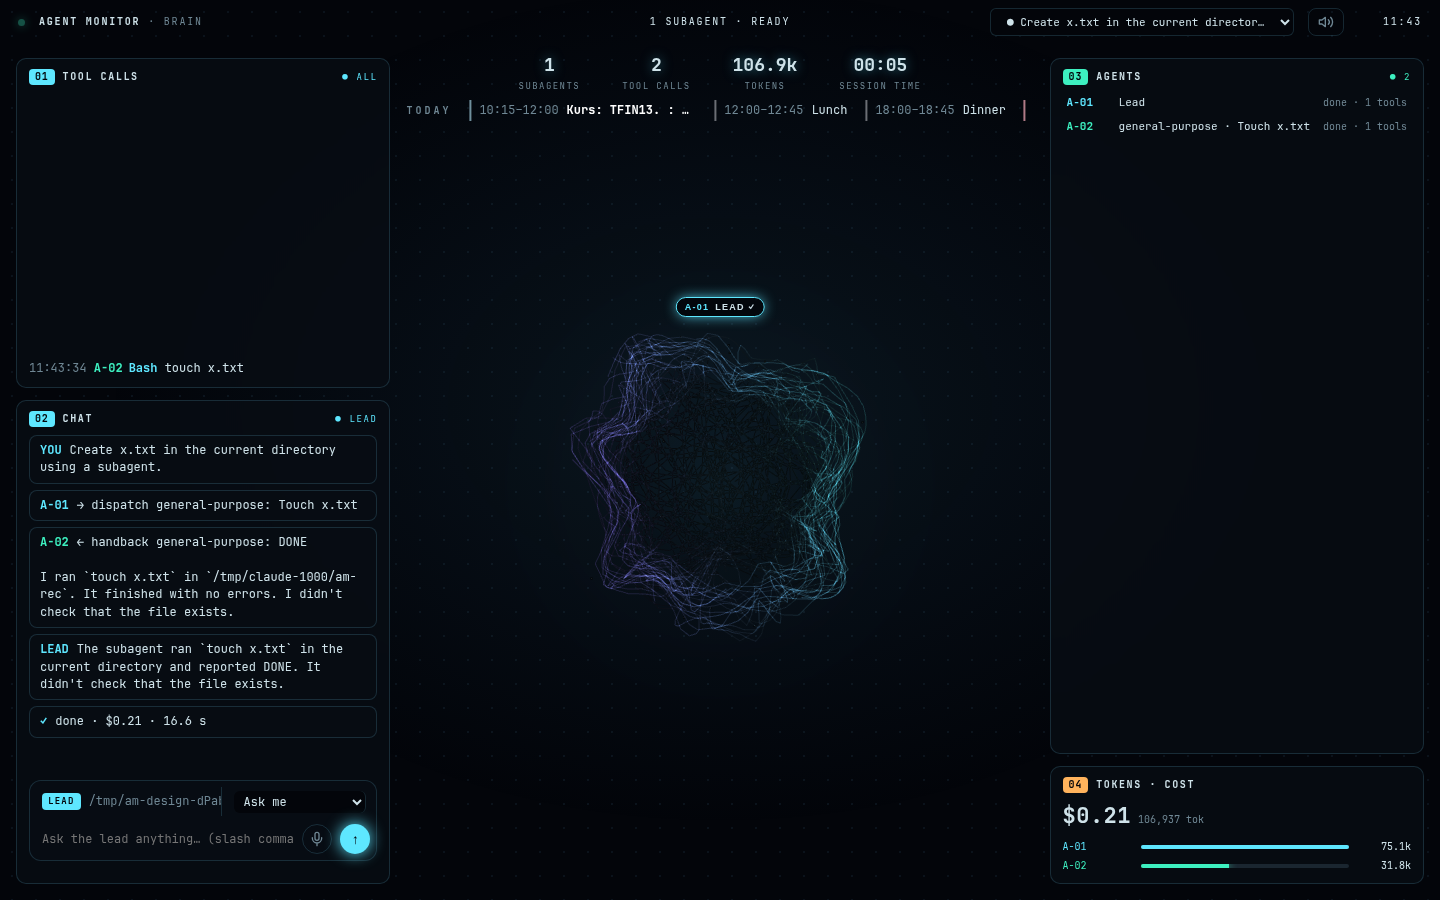 AGENT MONITOR · BRAIN
1 SUBAGENT · READY
● Create x.txt in the current director…
11:43
01 TOOL CALLS
● ALL
11:43:34 A-02 Bash touch x.txt
02 CHAT
● LEAD
YOU Create x.txt in the current directory
using a subagent.
A-01 → dispatch general-purpose: Touch x.txt
A-02 ← handback general-purpose: DONE
I ran `touch x.txt` in `/tmp/claude-1000/am-
rec`. It finished with no errors. I didn't
check that the file exists.
LEAD The subagent ran `touch x.txt` in the
current directory and reported DONE. It
didn't check that the file exists.
✓ done · $0.21 · 16.6 s
LEAD /tmp/am-design-dPa
Ask me
Ask the lead anything… (slash comma
↑
1 2 106.9k 00:05
SUBAGENTS TOOL CALLS TOKENS SESSION TIME
TODAY 10:15–12:00 Kurs: TFIN13. : … 12:00–12:45 Lunch 18:00–18:45 Dinner
A-01 LEAD ✓
03 AGENTS
● 2
A-01 Lead done · 1 tools
A-02 general-purpose · Touch x.txt done · 1 tools
04 TOKENS · COST
$0.21 106,937 tok
A-01 75.1k
A-02 31.8k